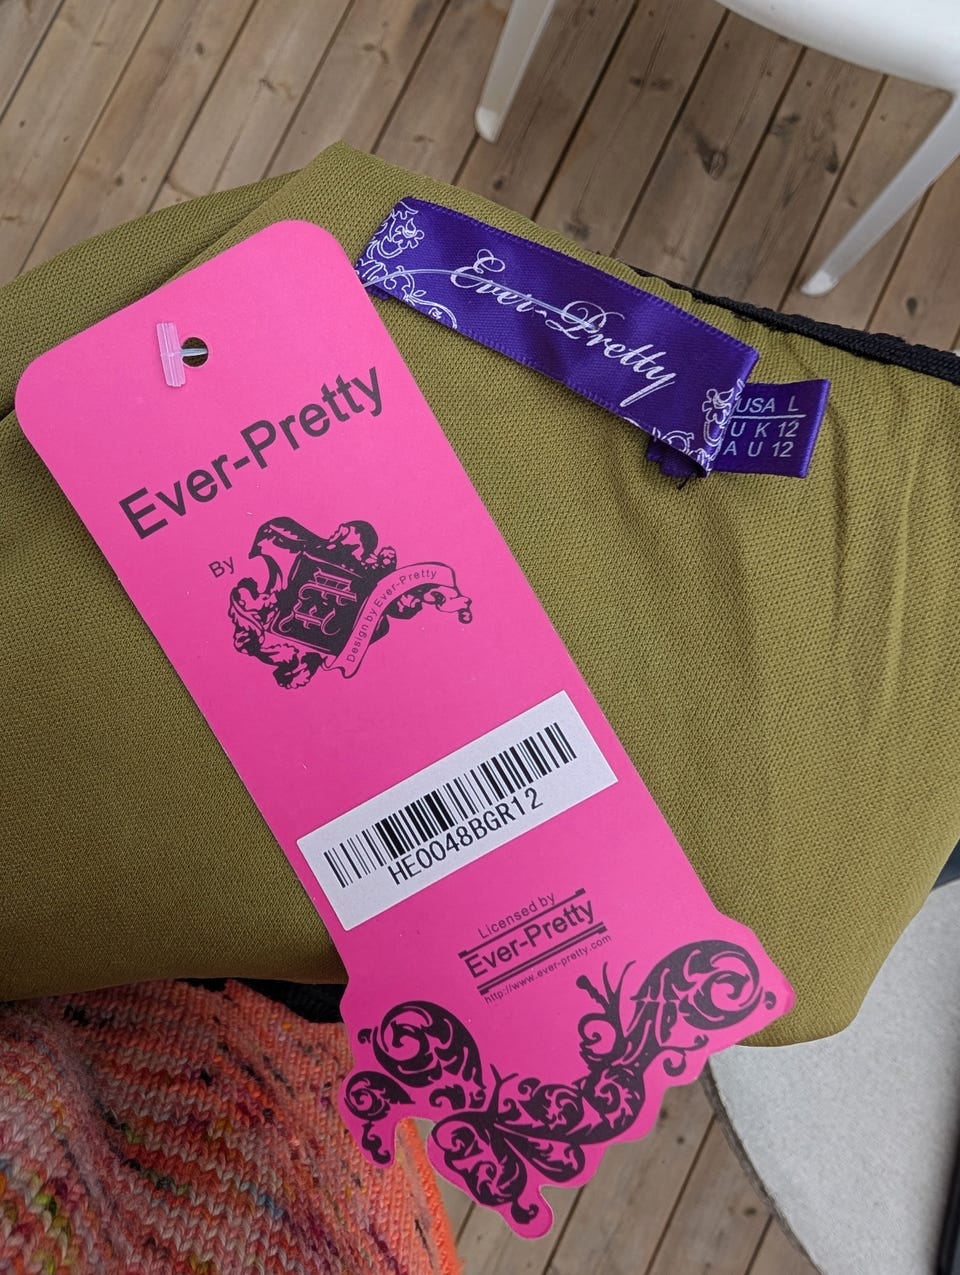 Ever-Pretty
USA L
U K 12
A U 12
Ever-Pretty
By
Design by Ever-Pretty
HE0048BGR12
Licensed by
Ever-Pretty
http://www.ever-pretty.com